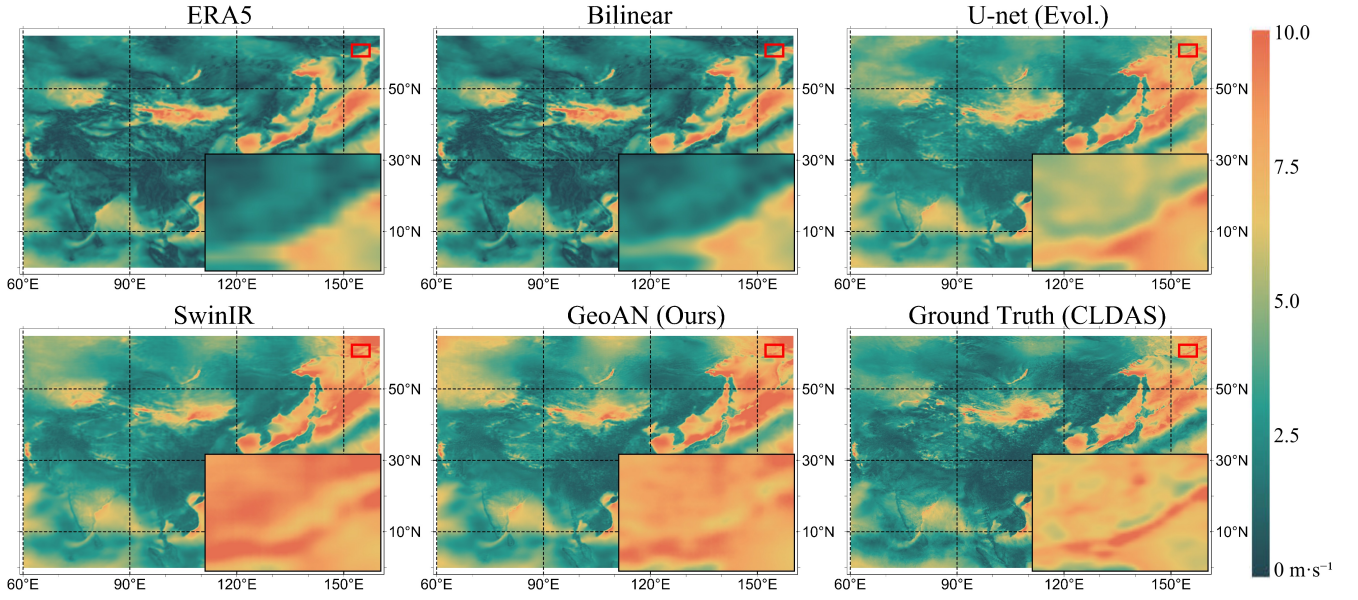 ERA5
Bilinear
U-net (Evol.)
50°N
30°N
10°N
60°E 90°E 120°E 150°E
50°N
30°N
10°N
60°E 90°E 120°E 150°E
50°N
30°N
10°N
60°E 90°E 120°E 150°E
SwinIR
GeoAN (Ours)
Ground Truth (CLDAS)
50°N
30°N
10°N
60°E 90°E 120°E 150°E
50°N
30°N
10°N
60°E 90°E 120°E 150°E
50°N
30°N
10°N
60°E 90°E 120°E 150°E
10.0
7.5
5.0
2.5
0 m·s⁻¹